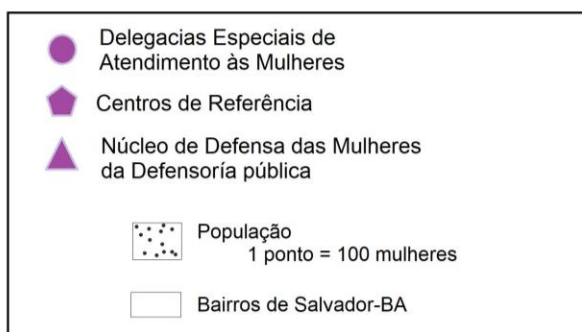 Delegacias Especiais de
Atendimento às Mulheres
Centros de Referência
Núcleo de Defensa das Mulheres
da Defensoría pública
População
1 ponto = 100 mulheres
Bairros de Salvador-BA